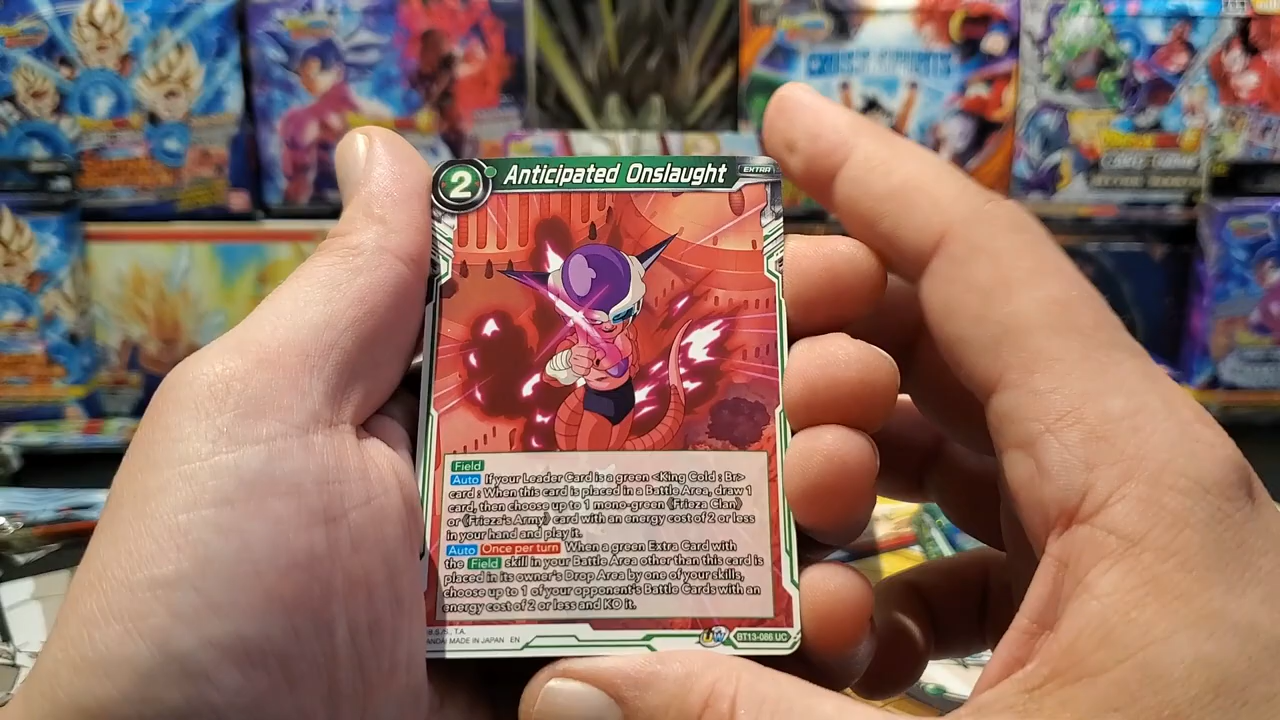 2 Anticipated Onslaught EXTRA
Field
Auto If your Leader Card is a green <King Cold : Br>
card : When this card is placed in a Battle Area, draw 1
card, then choose up to 1 mono-green 《Frieza Clan》
or 《Frieza's Army》 card with an energy cost of 2 or less
in your hand and play it.
Auto Once per turn When a green Extra Card with
the Field skill in your Battle Area other than this card is
placed in its owner's Drop Area by one of your skills,
choose up to 1 of your opponent's Battle Cards with an
energy cost of 2 or less and KO it.
T.A.
MADE IN JAPAN EN UW BT13-086 UC